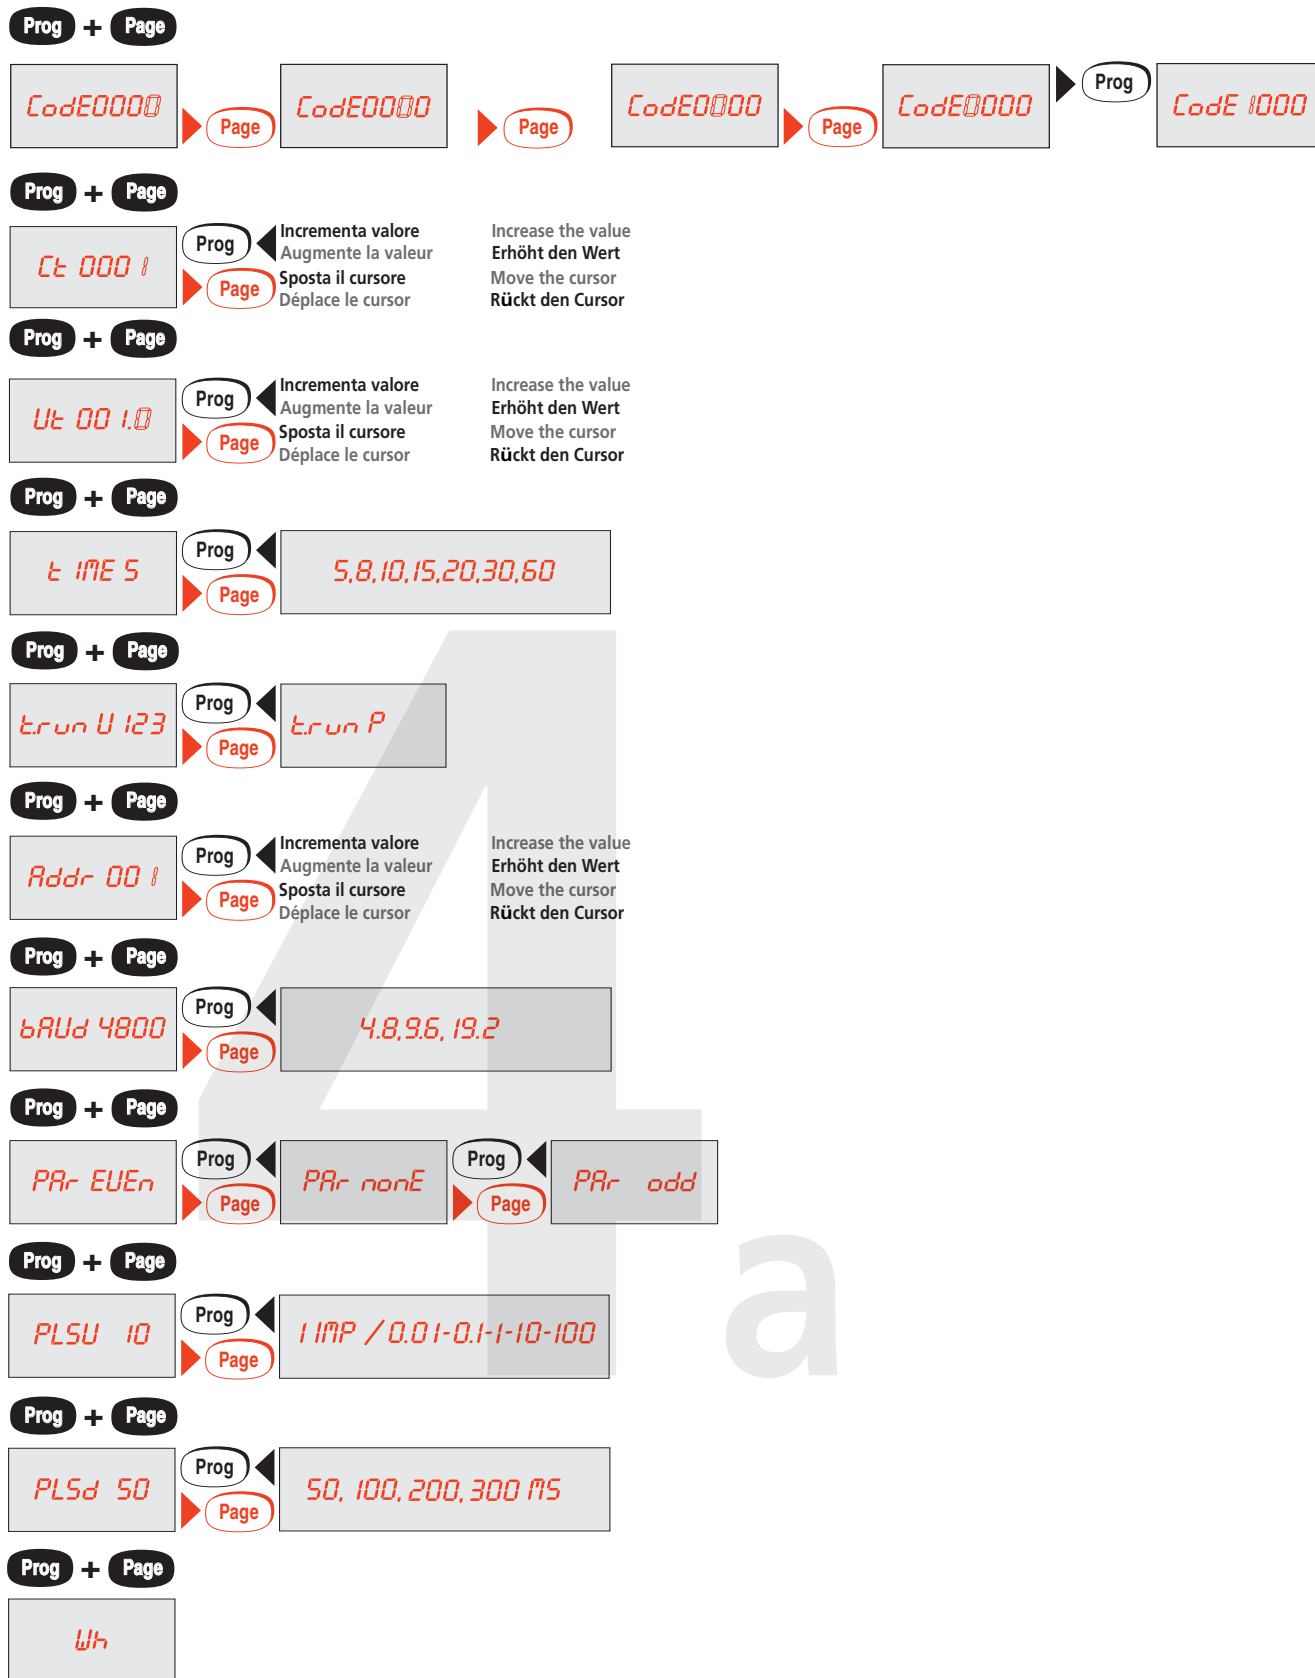 Prog + Page
CodE0000 Page CodE0000 Page CodE0000 Page CodE0000 Prog CodE 1000
Prog + Page
Ct 0001 Prog Incrementa valore Increase the value
Augmente la valeur Erhöht den Wert
Page Sposta il cursore Move the cursor
Déplace le cursor Rückt den Cursor
Prog + Page
Ut 001.0 Prog Incrementa valore Increase the value
Augmente la valeur Erhöht den Wert
Page Sposta il cursore Move the cursor
Déplace le cursor Rückt den Cursor
Prog + Page
t IME 5 Prog Page 5,8,10,15,20,30,60
Prog + Page
t.run U 123 Prog Page t.run P
Prog + Page
Addr 001 Prog Incrementa valore Increase the value
Augmente la valeur Erhöht den Wert
Page Sposta il cursore Move the cursor
Déplace le cursor Rückt den Cursor
Prog + Page
bAUd 4800 Prog Page 4.8,9.6,19.2
Prog + Page
PAr EUEn Prog Page PAr nonE Prog Page PAr odd
Prog + Page
PLSU 10 Prog Page 1 IMP / 0.01-0.1-1-10-100
Prog + Page
PLSd 50 Prog Page 50, 100, 200, 300 MS
Prog + Page
Wh
4a